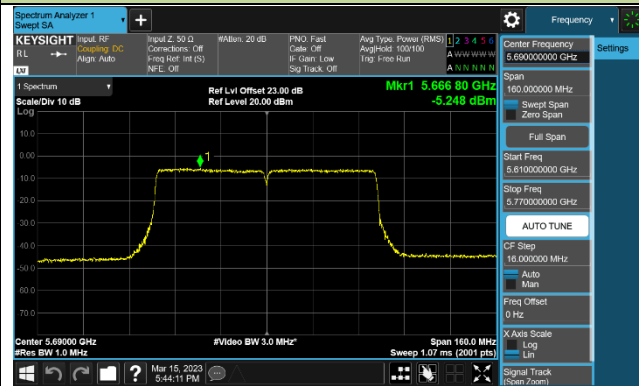 Spectrum Analyzer 1
Swept SA
+
Frequency
KEYSIGHT
RL
LXI
Input: RF
Coupling: DC
Align: Auto
Input Z: 50 Ω
Corrections: Off
Freq Ref: Int (S)
NFE: Off
#Atten: 20 dB
PNO: Fast
Gate: Off
IF Gain: Low
Sig Track: Off
Avg Type: Power (RMS)
Avg|Hold: 100/100
Trig: Free Run
1 2 3 4 5 6
A W W W W W
A N N N N N
1 Spectrum
Scale/Div 10 dB
Log
Ref Lvl Offset 23.00 dB
Ref Level 20.00 dBm
Mkr1 5.666 80 GHz
-5.248 dBm
10.0
0.00
-10.0
-20.0
-30.0
-40.0
-50.0
-60.0
-70.0
1
Center 5.69000 GHz
#Res BW 1.0 MHz
#Video BW 3.0 MHz*
Span 160.0 MHz
Sweep 1.07 ms (2001 pts)
Center Frequency
5.690000000 GHz
Settings
Span
160.000000 MHz
Swept Span
Zero Span
Full Span
Start Freq
5.610000000 GHz
Stop Freq
5.770000000 GHz
AUTO TUNE
CF Step
16.000000 MHz
Auto
Man
Freq Offset
0 Hz
X Axis Scale
Log
Lin
Signal Track
(Span Zoom)
?
Mar 15, 2023
5:44:11 PM